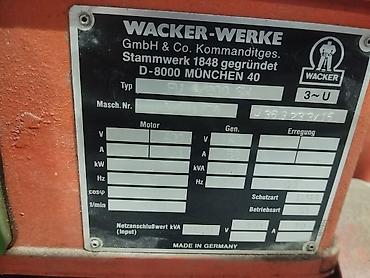 WACKER-WERKE
GmbH & Co. Kommanditges.
Stammwerk 1848 gegründet
D-8000 MÜNCHEN 40
WACKER
Typ
3~U
Masch. Nr.
Motor Gen. Erregung
V V V
A A A
kW kVA
Hz Hz
cosφ Schutzart
1/min Betriebsart
Netzanschlußwert kVA V A
(Input)
MADE IN GERMANY